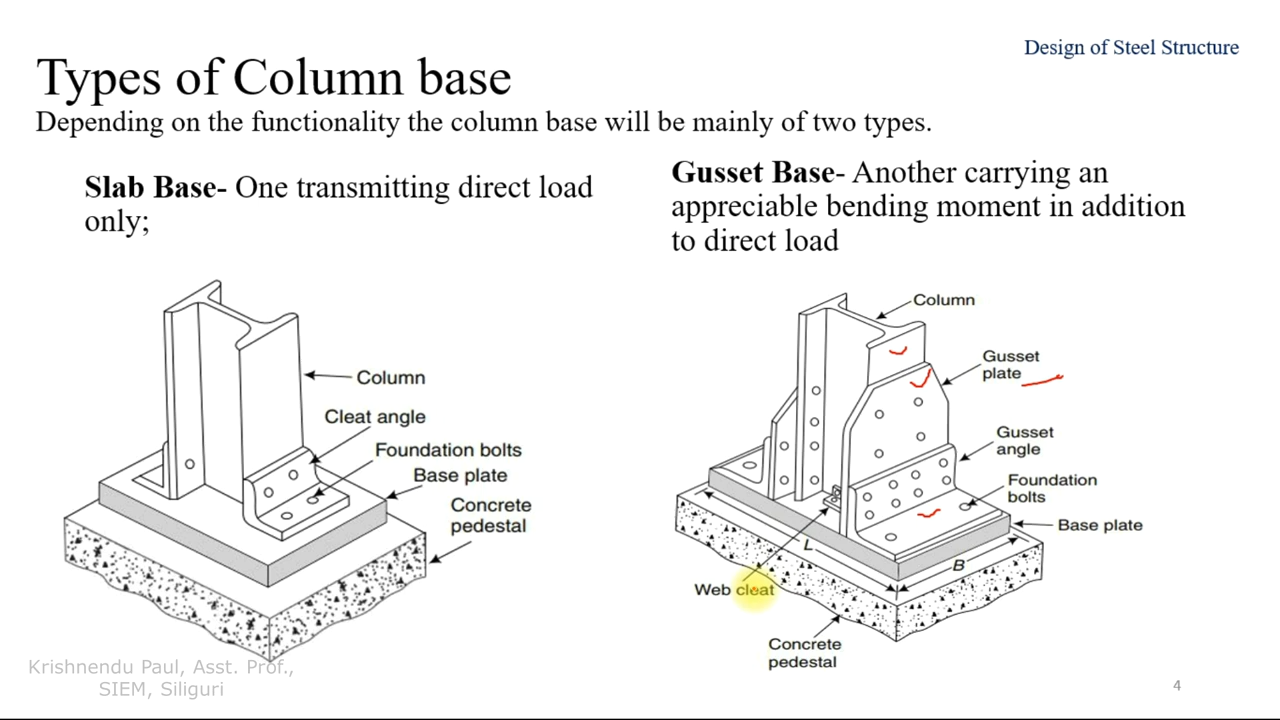 Design of Steel Structure
Types of Column base
Depending on the functionality the column base will be mainly of two types.
Slab Base- One transmitting direct load
only;
Gusset Base- Another carrying an
appreciable bending moment in addition
to direct load
Column
Cleat angle
Foundation bolts
Base plate
Concrete
pedestal
Column
Gusset
plate
Gusset
angle
Foundation
bolts
Base plate
L
B
Web cleat
Concrete
pedestal
Krishnendu Paul, Asst. Prof.,
SIEM, Siliguri
4